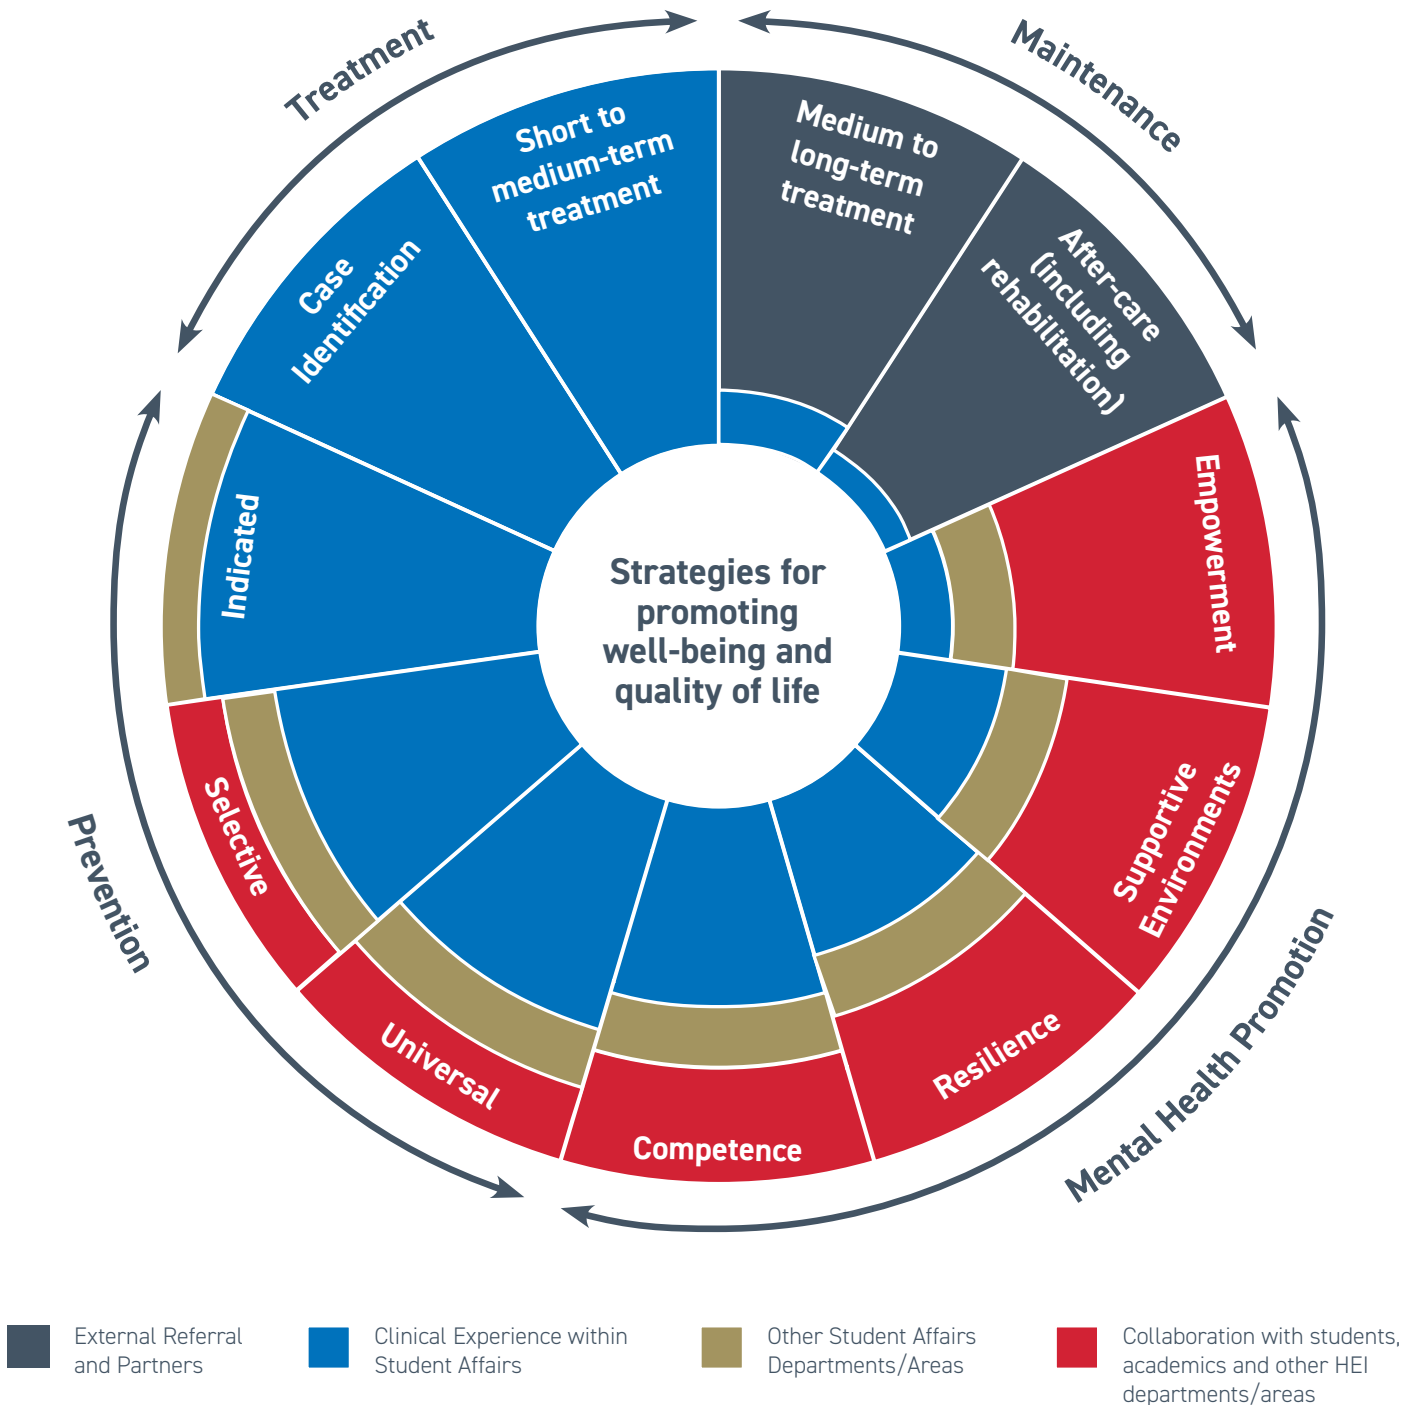 Treatment
Maintenance
Short to
medium-term
treatment
Medium to
long-term
treatment
After-care
(including
rehabilitation)
Case
Identification
Empowerment
Indicated
Strategies for
promoting
well-being and
quality of life
Selective
Supportive
Environments
Prevention
Universal
Resilience
Competence
Mental Health Promotion
External Referral
and Partners
Clinical Experience within
Student Affairs
Other Student Affairs
Departments/Areas
Collaboration with students,
academics and other HEI
departments/areas